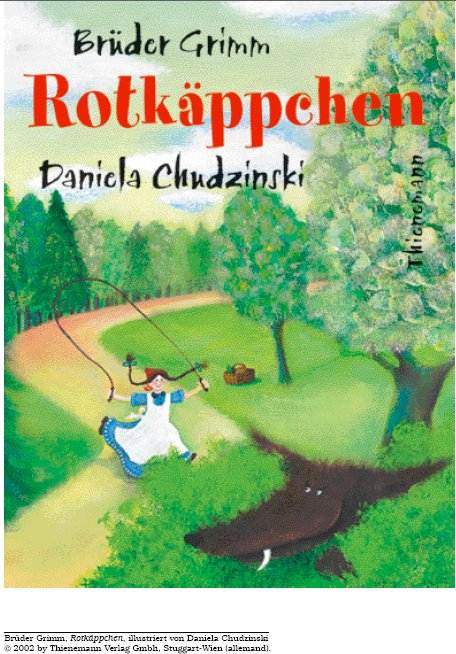 Brüder Grimm
Rotkäppchen
Daniela Chudzinski
Thienemann
Brüder Grimm, Rotkäppchen, illustriert von Daniela Chudzinski
© 2002 by Thienemann Verlag Gmbh, Stuggart-Wien (allemand).